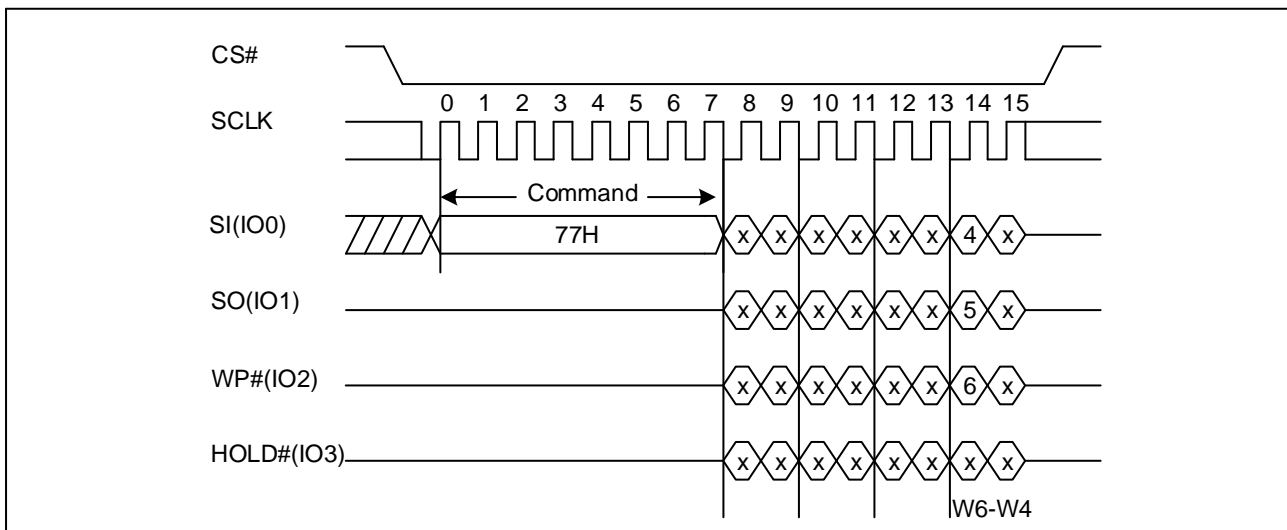 CS#
0 1 2 3 4 5 6 7 8 9 10 11 12 13 14 15
SCLK
Command
SI(IO0) 77H x x x x x x 4 x
SO(IO1) x x x x x x 5 x
WP#(IO2) x x x x x x 6 x
HOLD#(IO3) x x x x x x x x
W6-W4